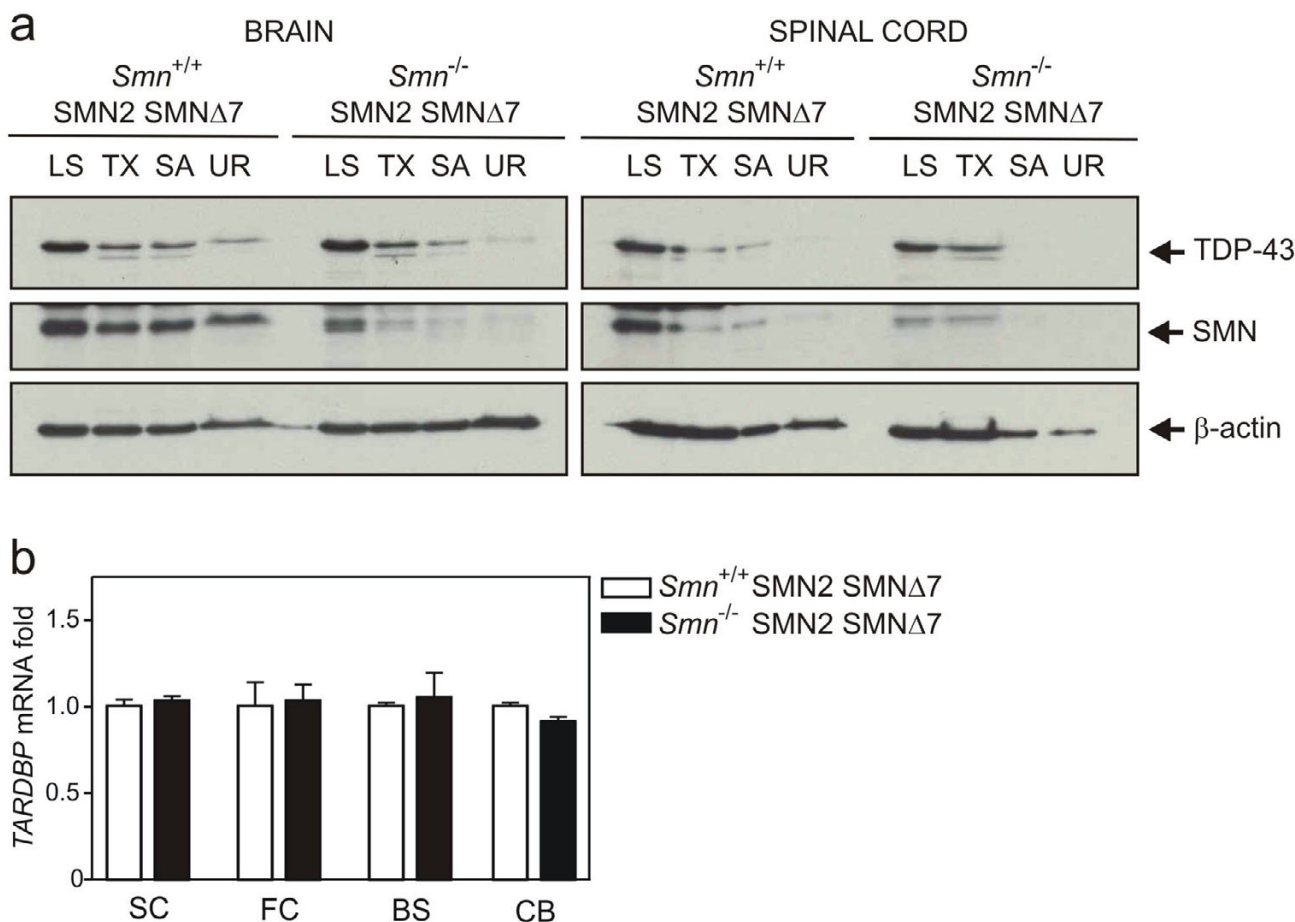 a
BRAIN SPINAL CORD
Smn+/+ Smn-/- Smn+/+ Smn-/-
SMN2 SMNΔ7 SMN2 SMNΔ7 SMN2 SMNΔ7 SMN2 SMNΔ7
LS TX SA UR LS TX SA UR LS TX SA UR LS TX SA UR
TDP-43
SMN
β-actin
b
Smn+/+ SMN2 SMNΔ7
Smn-/- SMN2 SMNΔ7
TARDBP mRNA fold
1.5
1.0
0.5
0
SC FC BS CB